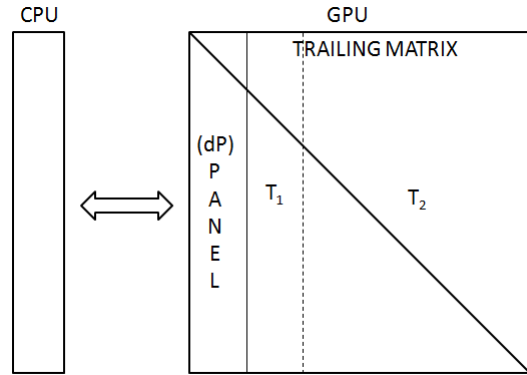 CPU
GPU
TRAILING MATRIX
(dP)
P
A
N
E
L
T₁
T₂